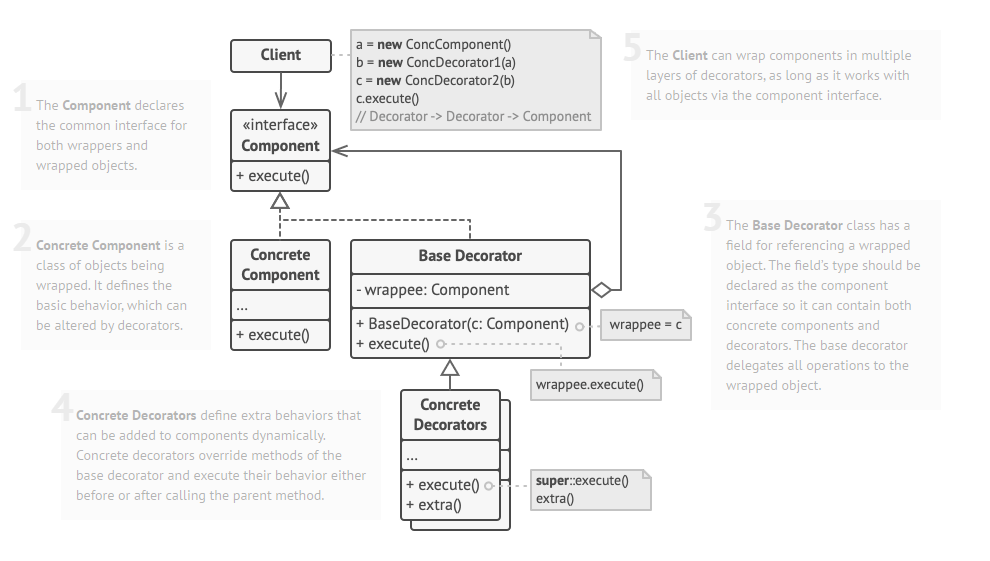 Client
a = new ConcComponent()
b = new ConcDecorator1(a)
c = new ConcDecorator2(b)
c.execute()
// Decorator -> Decorator -> Component
5
The Client can wrap components in multiple
layers of decorators, as long as it works with
all objects via the component interface.
1
The Component declares
the common interface for
both wrappers and
wrapped objects.
«interface»
Component
+ execute()
2
Concrete Component is a
class of objects being
wrapped. It defines the
basic behavior, which can
be altered by decorators.
Concrete
Component
...
+ execute()
Base Decorator
- wrappee: Component
+ BaseDecorator(c: Component)
+ execute()
wrappee = c
wrappee.execute()
3
The Base Decorator class has a
field for referencing a wrapped
object. The field's type should be
declared as the component
interface so it can contain both
concrete components and
decorators. The base decorator
delegates all operations to the
wrapped object.
4
Concrete Decorators define extra behaviors that
can be added to components dynamically.
Concrete decorators override methods of the
base decorator and execute their behavior either
before or after calling the parent method.
Concrete
Decorators
...
+ execute()
+ extra()
super::execute()
extra()